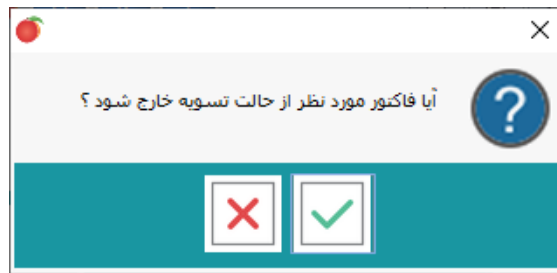 آیا فاکتور مورد نظر از حالت تسویه خارج شود ؟